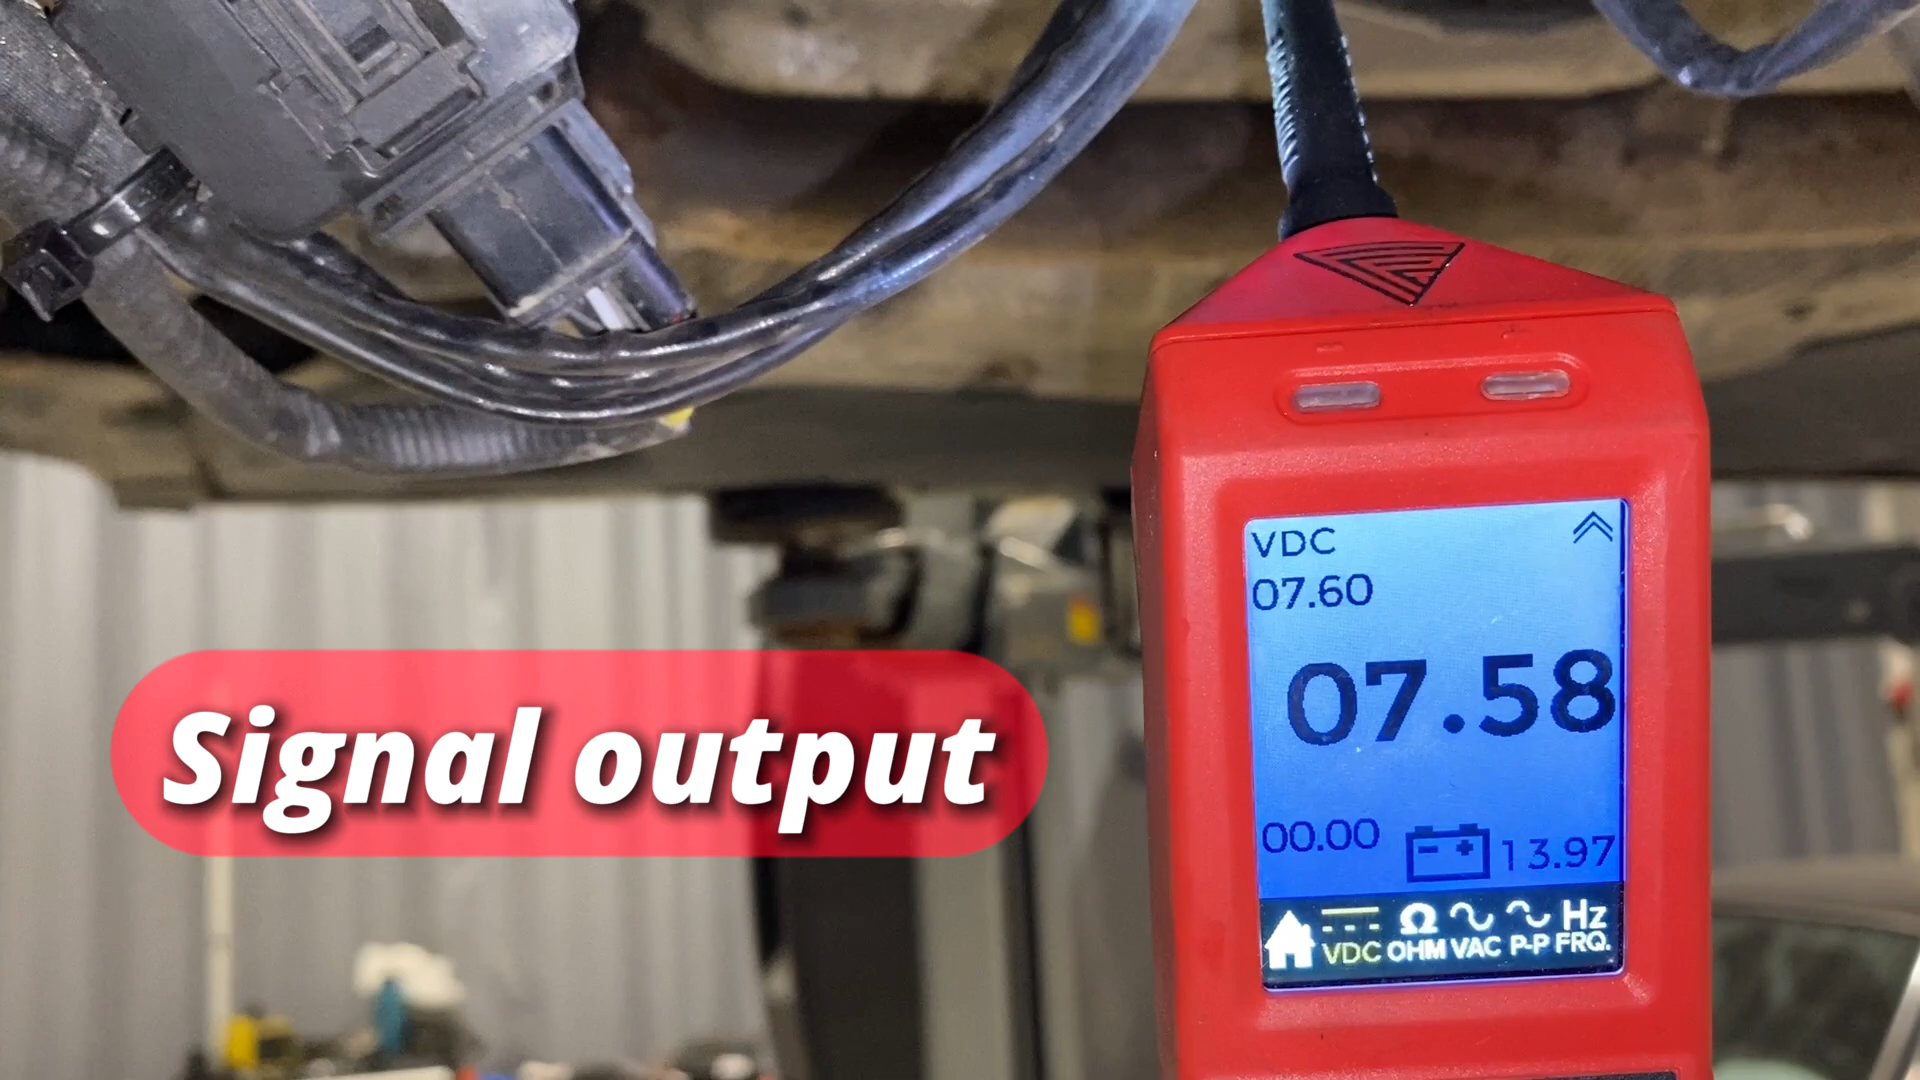 VDC
07.60
07.58
00.00
- + 13.97
Ω Hz
VDC OHM VAC P-P FRQ.
Signal output